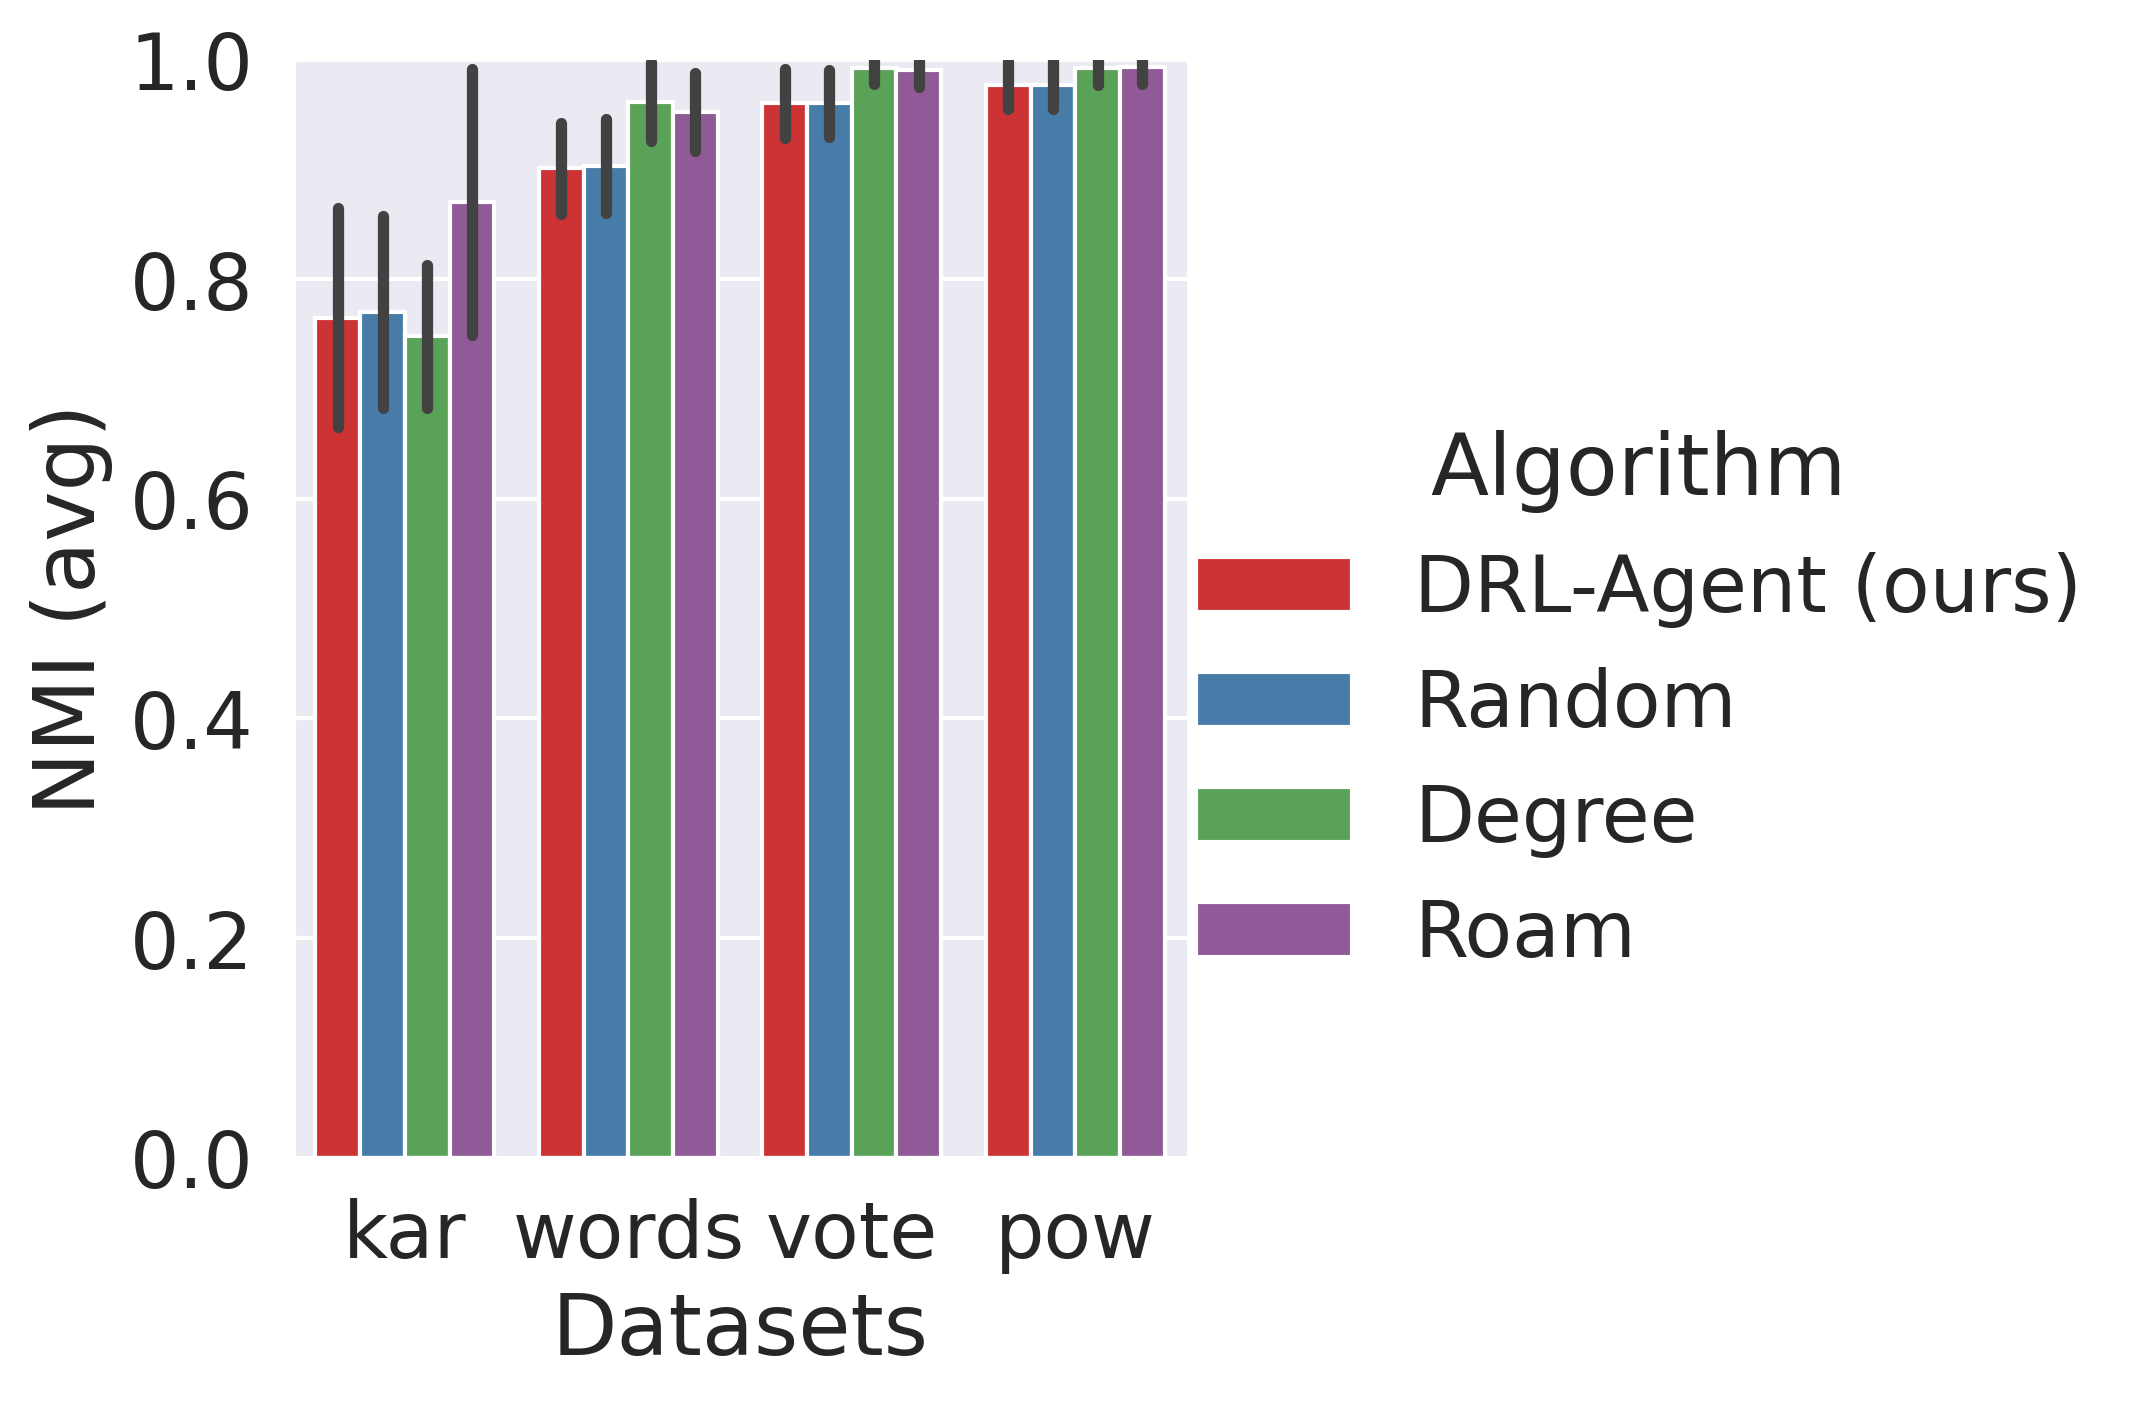 1.0
0.8
0.6
0.4
0.2
0.0
NMI (avg)
kar words vote pow
Datasets
Algorithm
DRL-Agent (ours)
Random
Degree
Roam